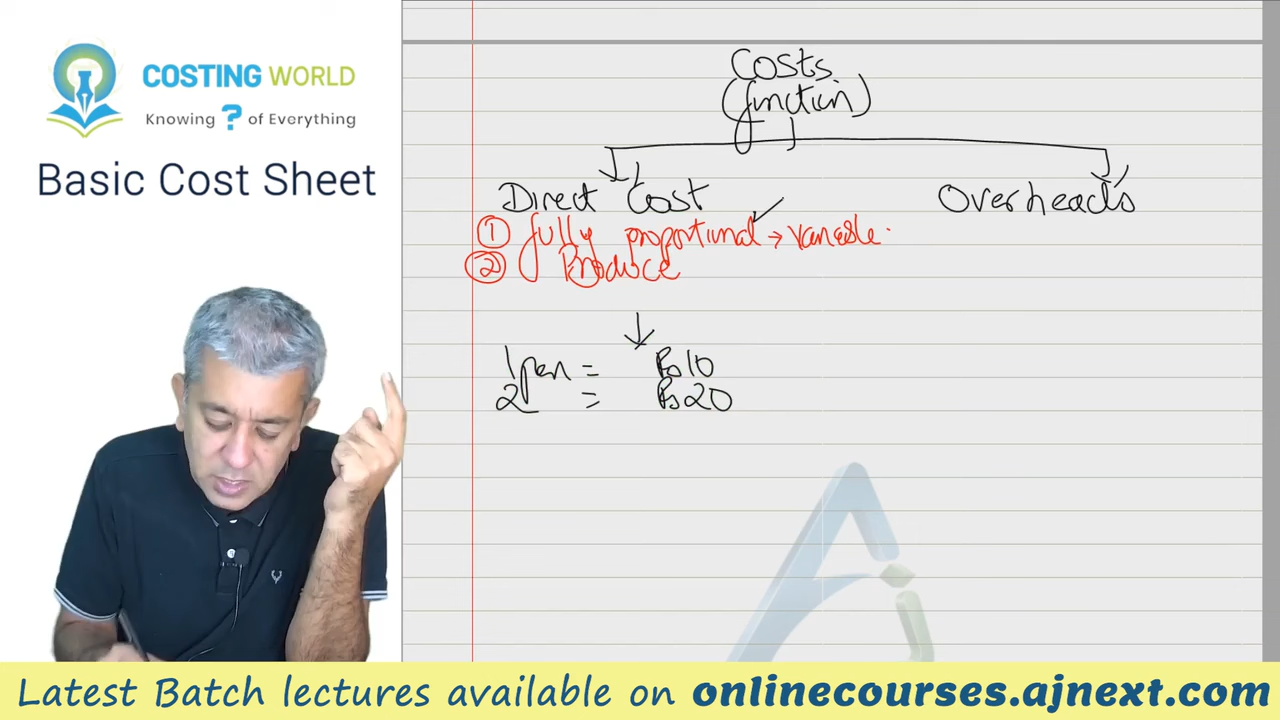 COSTING WORLD
Knowing ? of Everything
Basic Cost Sheet
Costs
(function)
Direct Cost
Overheads
① fully proportional → variable.
② Produce
1 pen = Rs 10
2 = Rs 20
Latest Batch lectures available on onlinecourses.ajnext.com